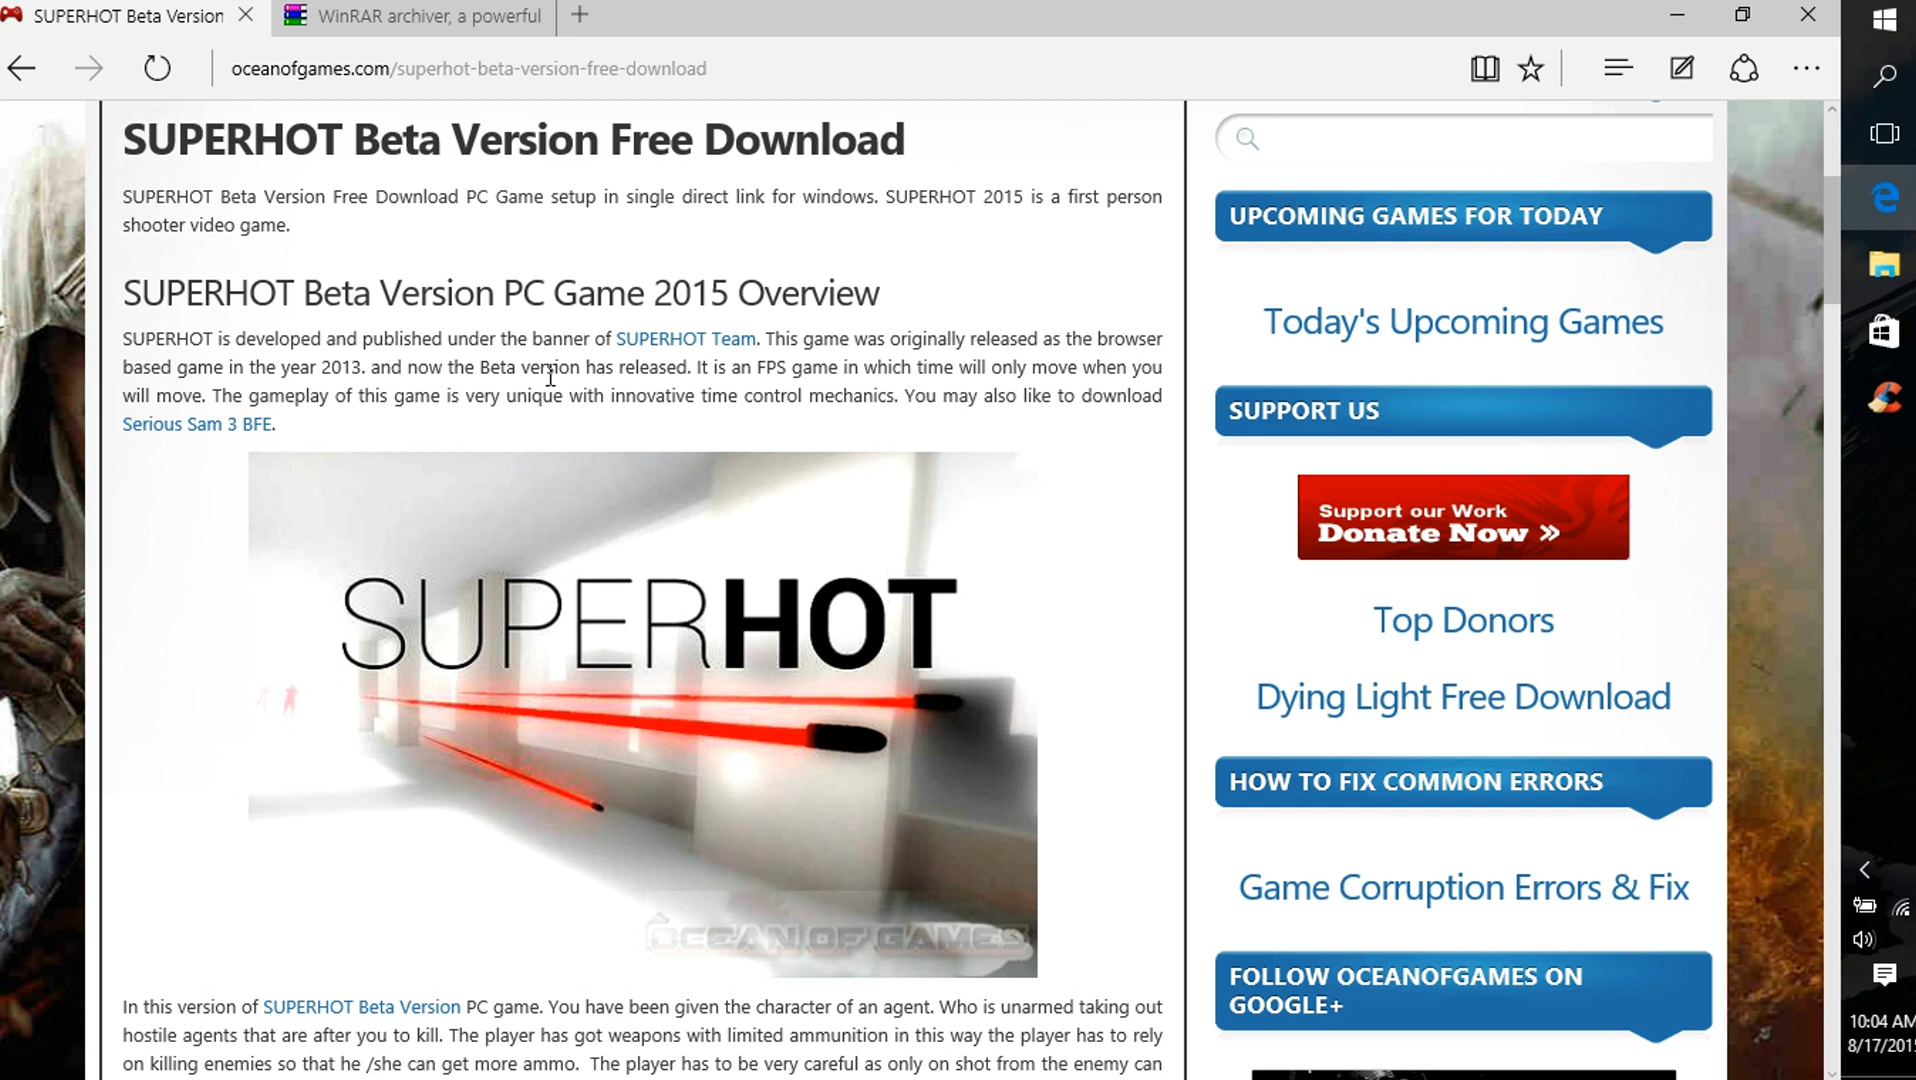 SUPERHOT Beta Version
WinRAR archiver, a powerful
oceanofgames.com/superhot-beta-version-free-download
SUPERHOT Beta Version Free Download
SUPERHOT Beta Version Free Download PC Game setup in single direct link for windows. SUPERHOT 2015 is a first person
shooter video game.
SUPERHOT Beta Version PC Game 2015 Overview
SUPERHOT is developed and published under the banner of SUPERHOT Team. This game was originally released as the browser
based game in the year 2013. and now the Beta version has released. It is an FPS game in which time will only move when you
will move. The gameplay of this game is very unique with innovative time control mechanics. You may also like to download
Serious Sam 3 BFE.
SUPERHOT
OCEAN OF GAMES
In this version of SUPERHOT Beta Version PC game. You have been given the character of an agent. Who is unarmed taking out
hostile agents that are after you to kill. The player has got weapons with limited ammunition in this way the player has to rely
on killing enemies so that he /she can get more ammo. The player has to be very careful as only on shot from the enemy can
UPCOMING GAMES FOR TODAY
Today's Upcoming Games
SUPPORT US
Support our Work
Donate Now »
Top Donors
Dying Light Free Download
HOW TO FIX COMMON ERRORS
Game Corruption Errors & Fix
FOLLOW OCEANOFGAMES ON
GOOGLE+
10:04 AM
8/17/201